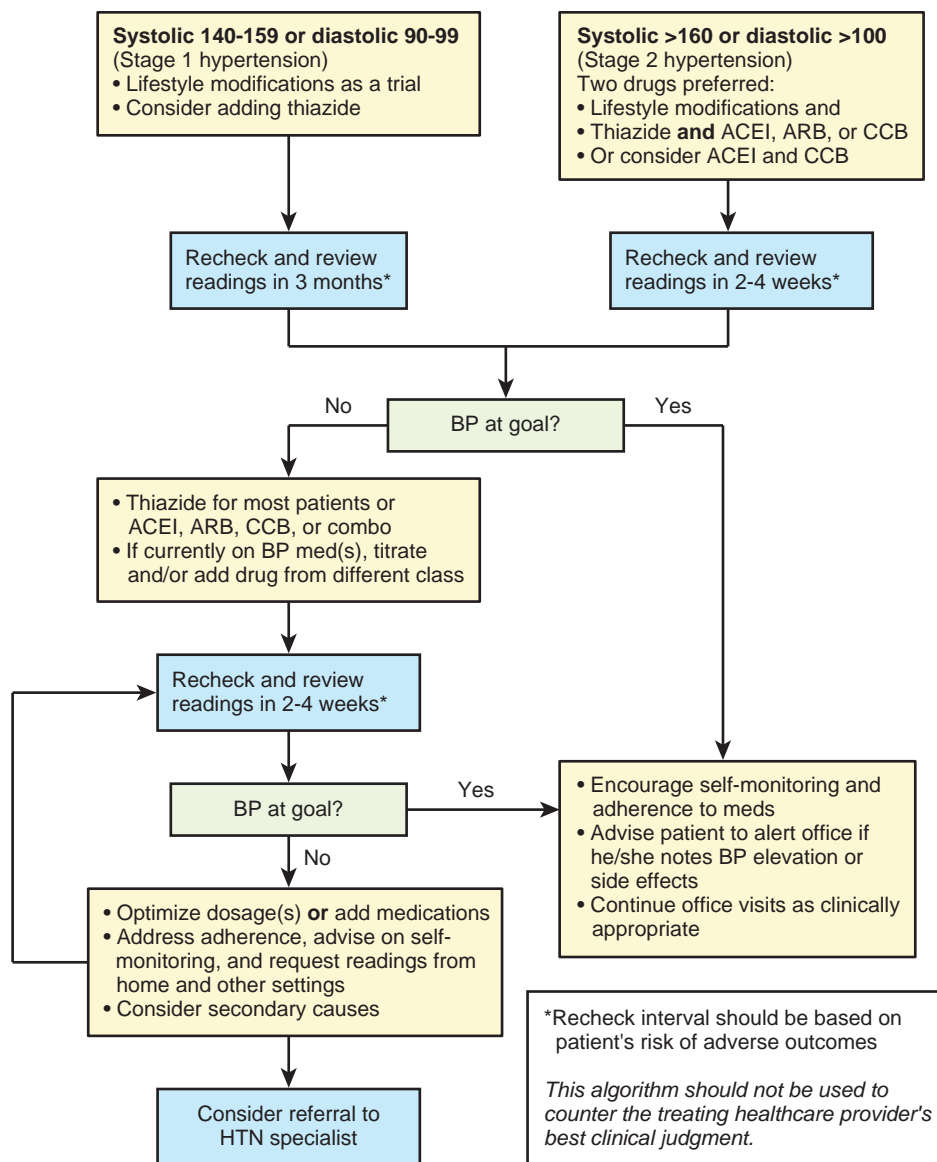 Systolic 140-159 or diastolic 90-99
(Stage 1 hypertension)
• Lifestyle modifications as a trial
• Consider adding thiazide
Systolic >160 or diastolic >100
(Stage 2 hypertension)
Two drugs preferred:
• Lifestyle modifications and
• Thiazide and ACEI, ARB, or CCB
• Or consider ACEI and CCB
Recheck and review
readings in 3 months*
Recheck and review
readings in 2-4 weeks*
BP at goal?
No
Yes
• Thiazide for most patients or
ACEI, ARB, CCB, or combo
• If currently on BP med(s), titrate
and/or add drug from different class
Recheck and review
readings in 2-4 weeks*
BP at goal?
Yes
No
• Encourage self-monitoring and
adherence to meds
• Advise patient to alert office if
he/she notes BP elevation or
side effects
• Continue office visits as clinically
appropriate
• Optimize dosage(s) or add medications
• Address adherence, advise on self-
monitoring, and request readings from
home and other settings
• Consider secondary causes
Consider referral to
HTN specialist
*Recheck interval should be based on
patient's risk of adverse outcomes
This algorithm should not be used to
counter the treating healthcare provider's
best clinical judgment.